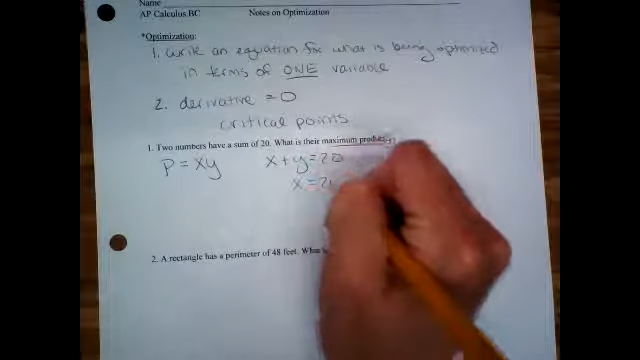 Name
AP Calculus BC Notes on Optimization
*Optimization:
1. write an equation for what is being optimized
in terms of ONE variable
2. derivative = 0
critical points
1. Two numbers have a sum of 20. What is their maximum product
P = xy x + y = 20
x = 2
2. A rectangle has a perimeter of 48 feet. What